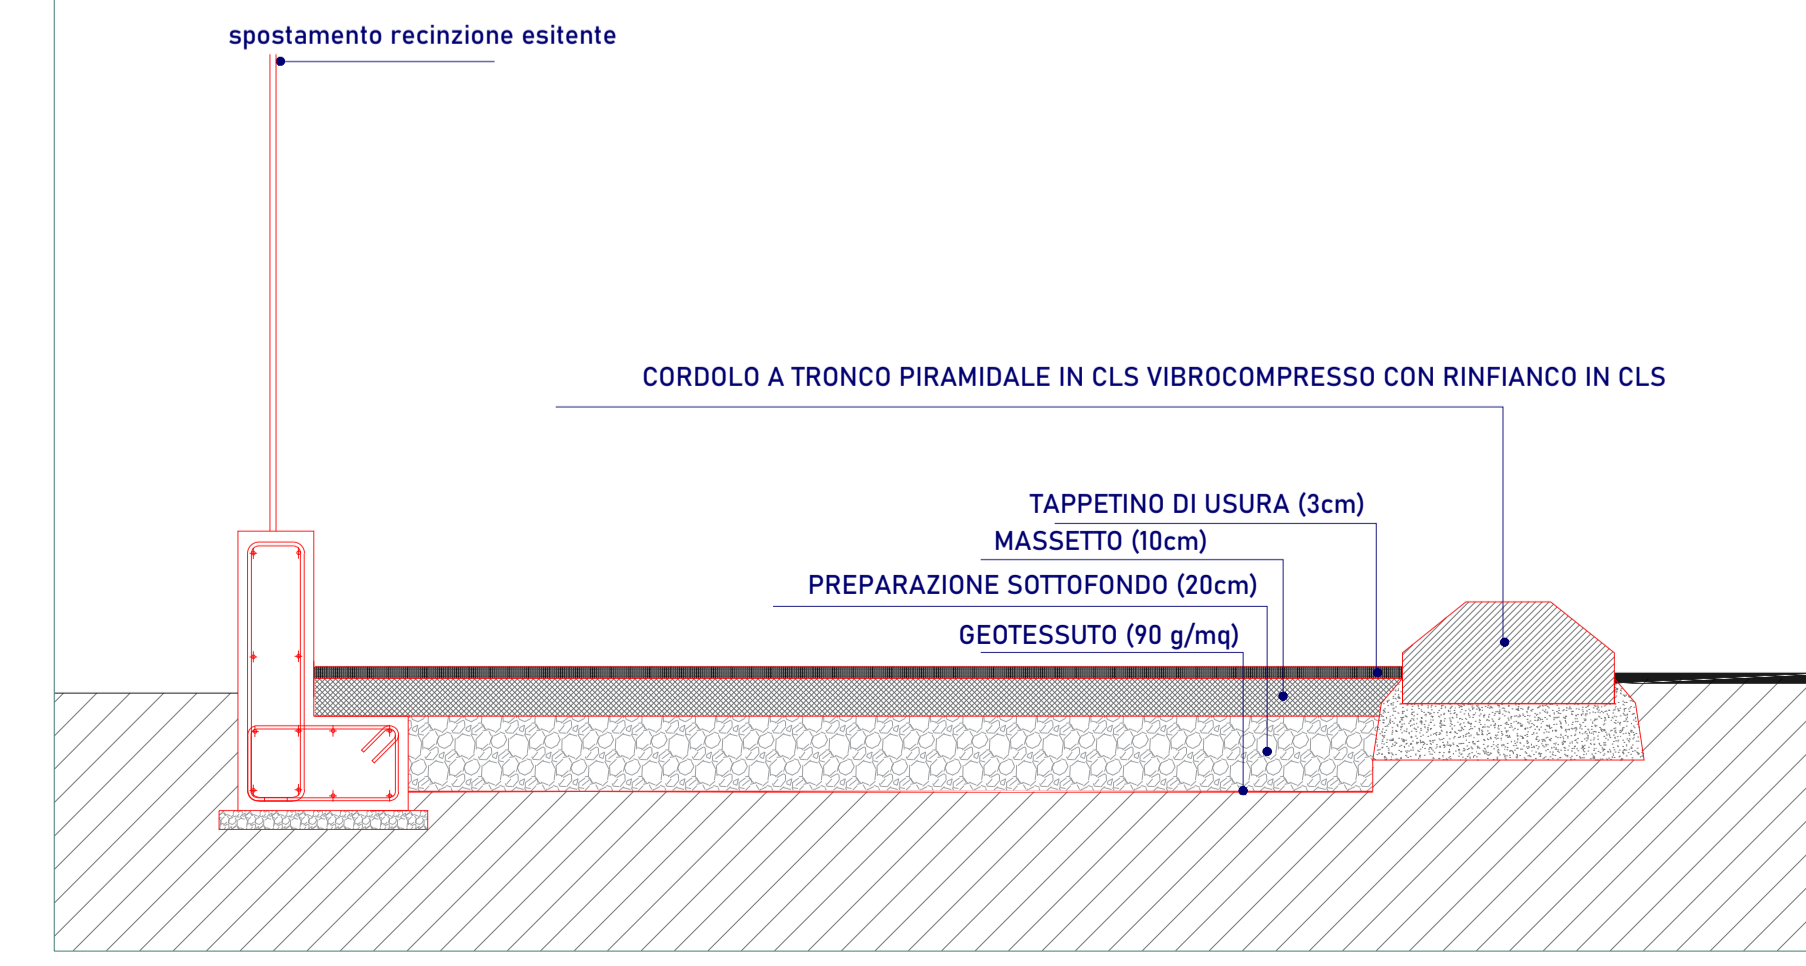 spostamento recinzione esitente
CORDOLO A TRONCO PIRAMIDALE IN CLS VIBROCOMPRESSO CON RINFIANCO IN CLS
TAPPETINO DI USURA (3cm)
MASSETTO (10cm)
PREPARAZIONE SOTTOFONDO (20cm)
GEOTESSUTO (90 g/mq)